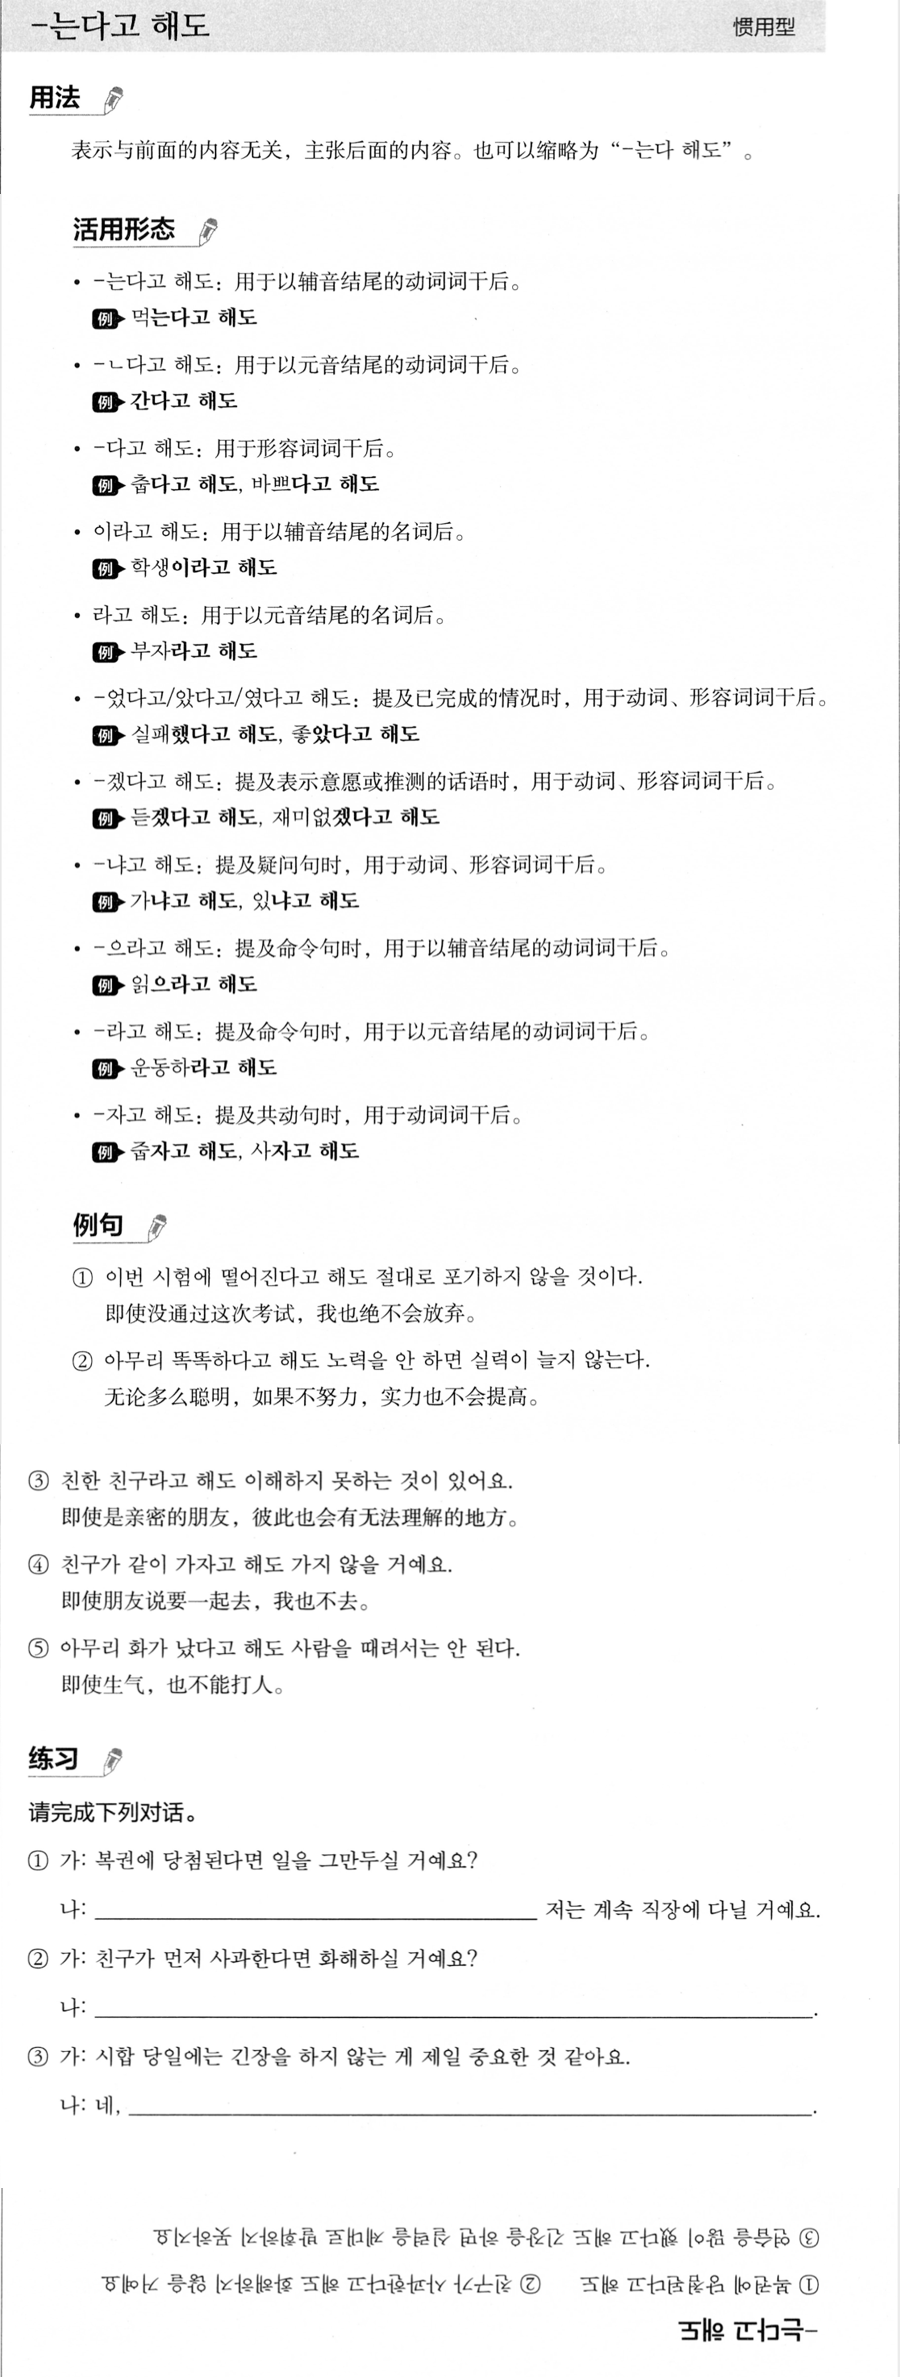 -는다고 해도 惯用型
用法
表示与前面的内容无关，主张后面的内容。也可以缩略为“-는다 해도”。
活用形态
• -는다고 해도：用于以辅音结尾的动词词干后。
例 먹는다고 해도
• -ㄴ다고 해도：用于以元音结尾的动词词干后。
例 간다고 해도
• -다고 해도：用于形容词词干后。
例 춥다고 해도, 바쁘다고 해도
• 이라고 해도：用于以辅音结尾的名词后。
例 학생이라고 해도
• 라고 해도：用于以元音结尾的名词后。
例 부자라고 해도
• -었다고/았다고/였다고 해도：提及已完成的情况时，用于动词、形容词词干后。
例 실패했다고 해도, 좋았다고 해도
• -겠다고 해도：提及表示意愿或推测的话语时，用于动词、形容词词干后。
例 듣겠다고 해도, 재미없겠다고 해도
• -냐고 해도：提及疑问句时，用于动词、形容词词干后。
例 가냐고 해도, 있냐고 해도
• -으라고 해도：提及命令句时，用于以辅音结尾的动词词干后。
例 읽으라고 해도
• -라고 해도：提及命令句时，用于以元音结尾的动词词干后。
例 운동하라고 해도
• -자고 해도：提及共动句时，用于动词词干后。
例 줍자고 해도, 사자고 해도
例句
① 이번 시험에 떨어진다고 해도 절대로 포기하지 않을 것이다.
即使没通过这次考试，我也绝不会放弃。
② 아무리 똑똑하다고 해도 노력을 안 하면 실력이 늘지 않는다.
无论多么聪明，如果不努力，实力也不会提高。
③ 친한 친구라고 해도 이해하지 못하는 것이 있어요.
即使是亲密的朋友，彼此也会有无法理解的地方。
④ 친구가 같이 가자고 해도 가지 않을 거예요.
即使朋友说要一起去，我也不去。
⑤ 아무리 화가 났다고 해도 사람을 때려서는 안 된다.
即使生气，也不能打人。
练习
请完成下列对话。
① 가: 복권에 당첨된다면 일을 그만두실 거예요?
나: 저는 계속 직장에 다닐 거예요.
② 가: 친구가 먼저 사과한다면 화해하실 거예요?
나: .
③ 가: 시합 당일에는 긴장을 하지 않는 게 제일 중요한 것 같아요.
나: 네, .
-는다고 해도
① 복권에 당첨된다고 해도 ② 친구가 사과한다고 해도 화해하지 않을 거예요
③ 연습을 많이 했다고 해도 긴장을 하면 실력을 제대로 발휘하지 못하지요